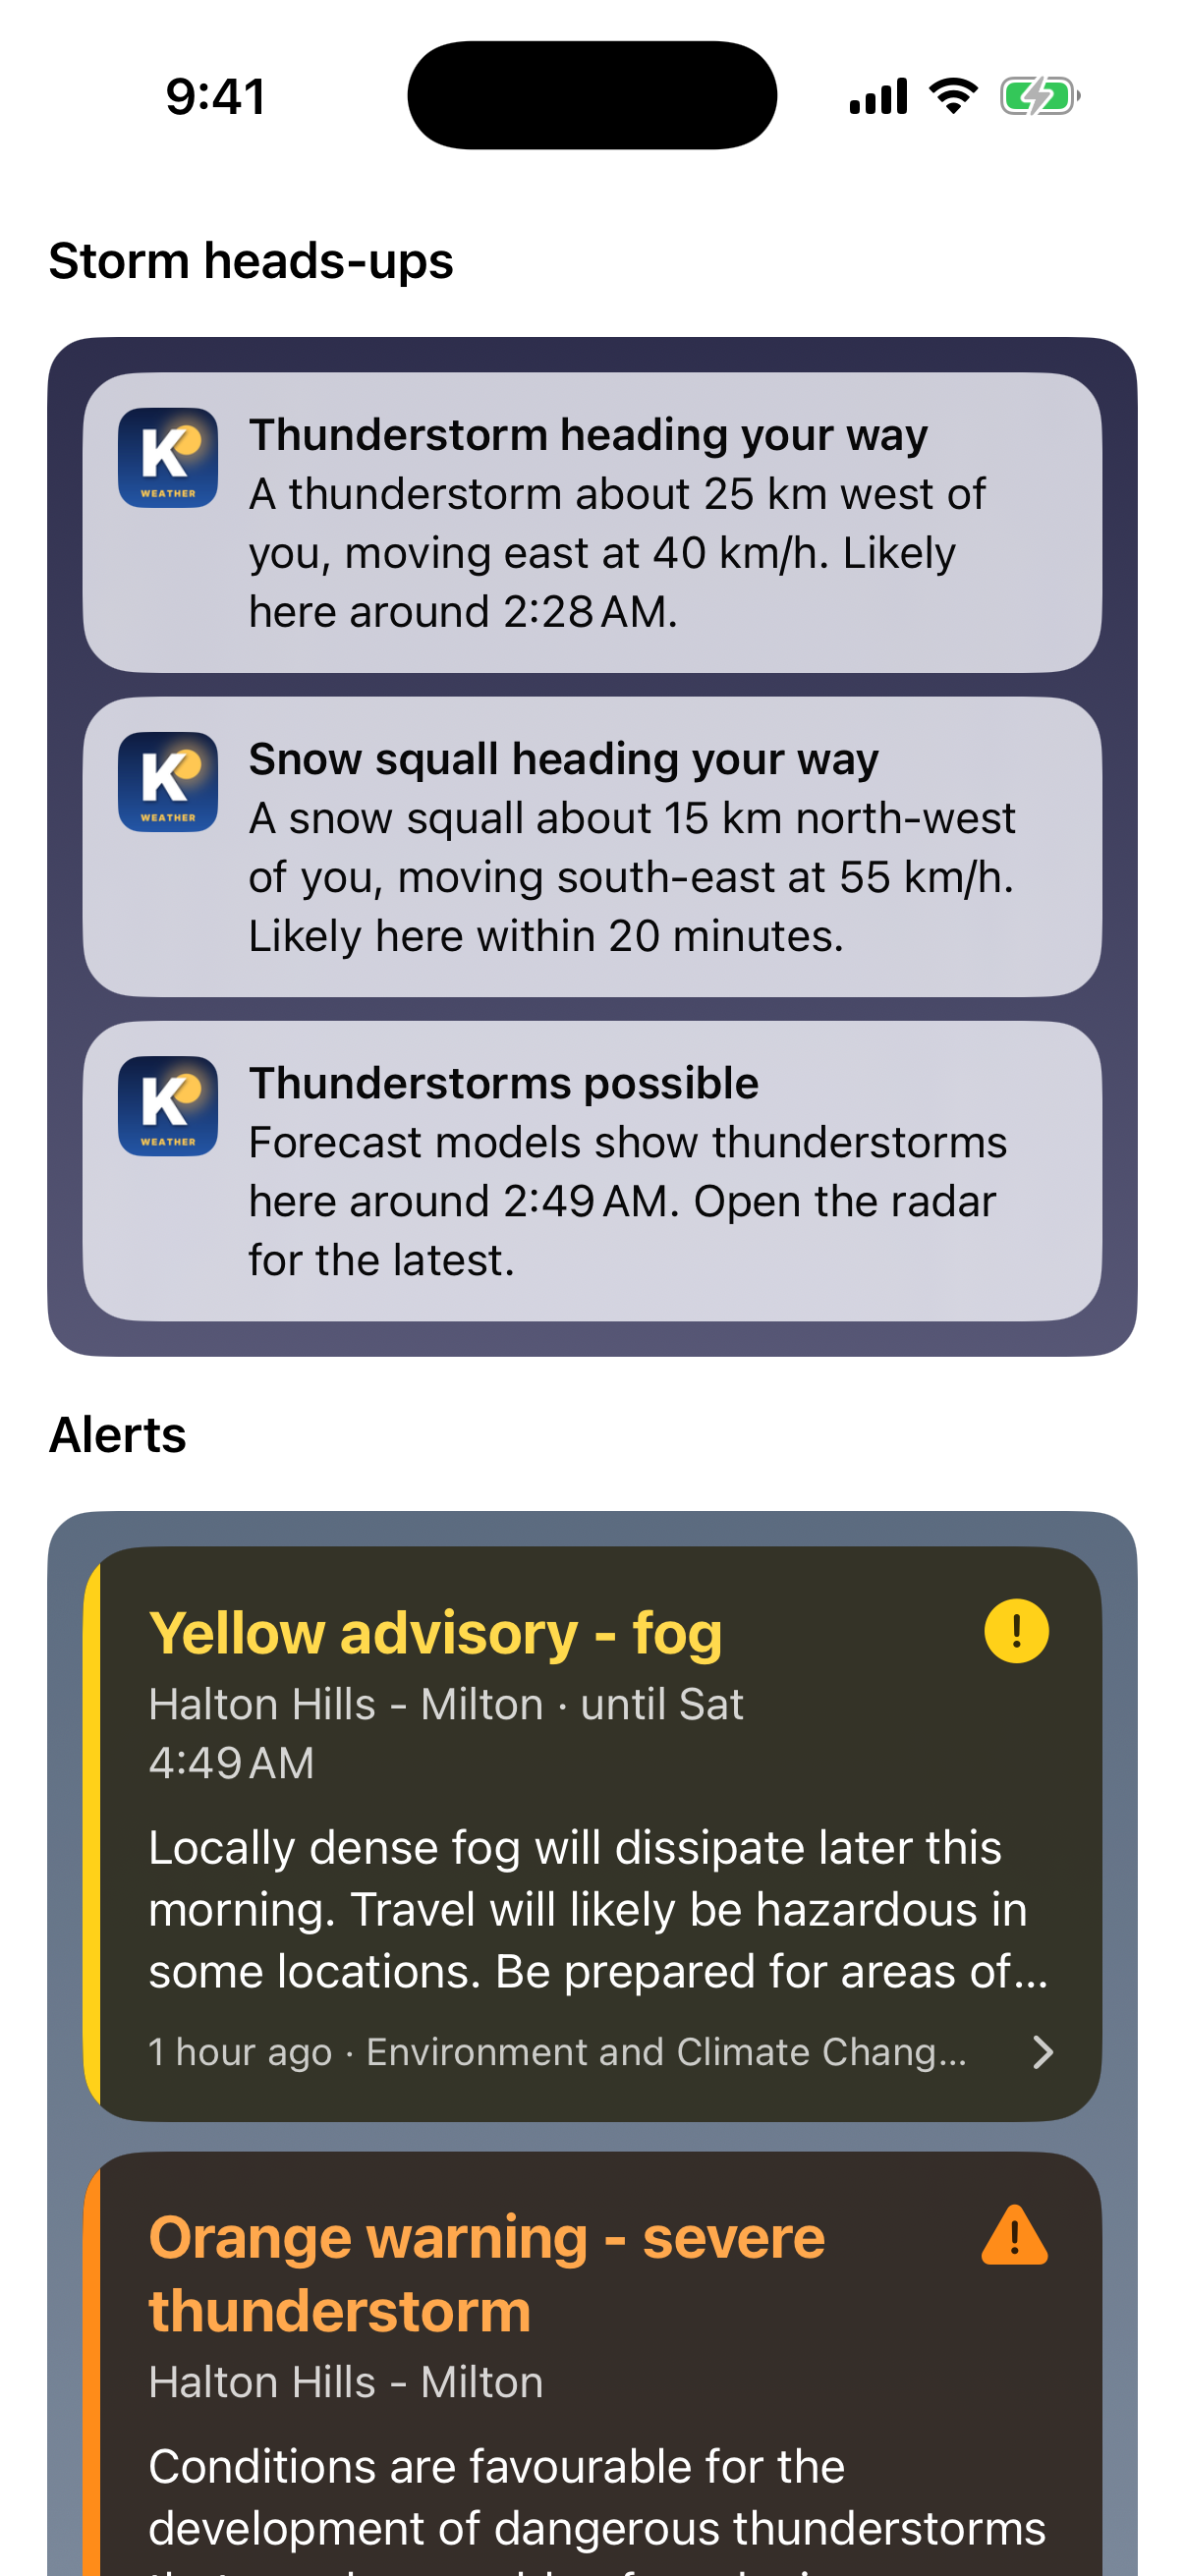 9:41
Storm heads-ups
K
WEATHER
Thunderstorm heading your way
A thunderstorm about 25 km west of
you, moving east at 40 km/h. Likely
here around 2:28 AM.
K
WEATHER
Snow squall heading your way
A snow squall about 15 km north-west
of you, moving south-east at 55 km/h.
Likely here within 20 minutes.
K
WEATHER
Thunderstorms possible
Forecast models show thunderstorms
here around 2:49 AM. Open the radar
for the latest.
Alerts
Yellow advisory - fog
Halton Hills - Milton · until Sat
4:49 AM
Locally dense fog will dissipate later this
morning. Travel will likely be hazardous in
some locations. Be prepared for areas of...
1 hour ago · Environment and Climate Chang...
Orange warning - severe
thunderstorm
Halton Hills - Milton
Conditions are favourable for the
development of dangerous thunderstorms